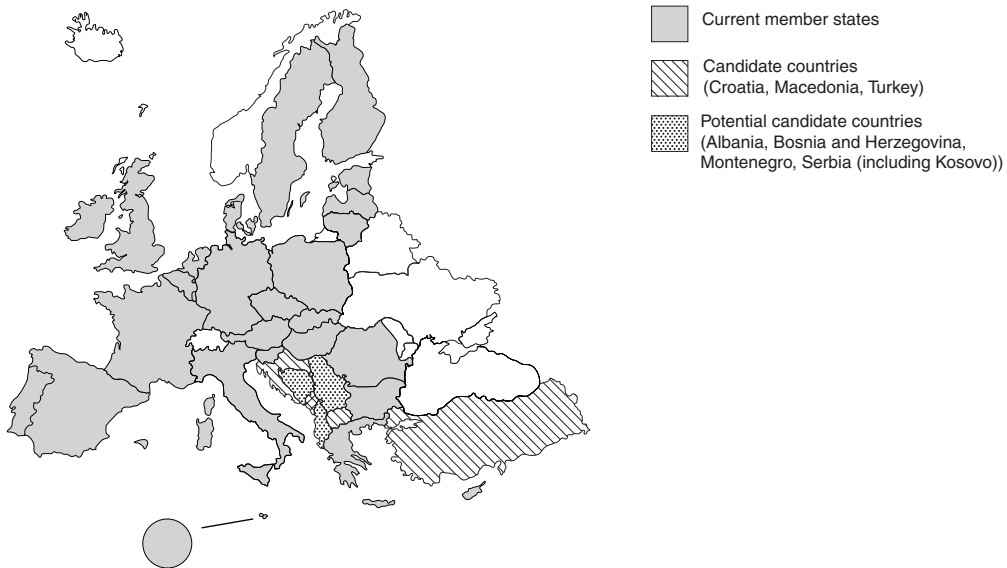 Current member states
Candidate countries
(Croatia, Macedonia, Turkey)
Potential candidate countries
(Albania, Bosnia and Herzegovina,
Montenegro, Serbia (including Kosovo))